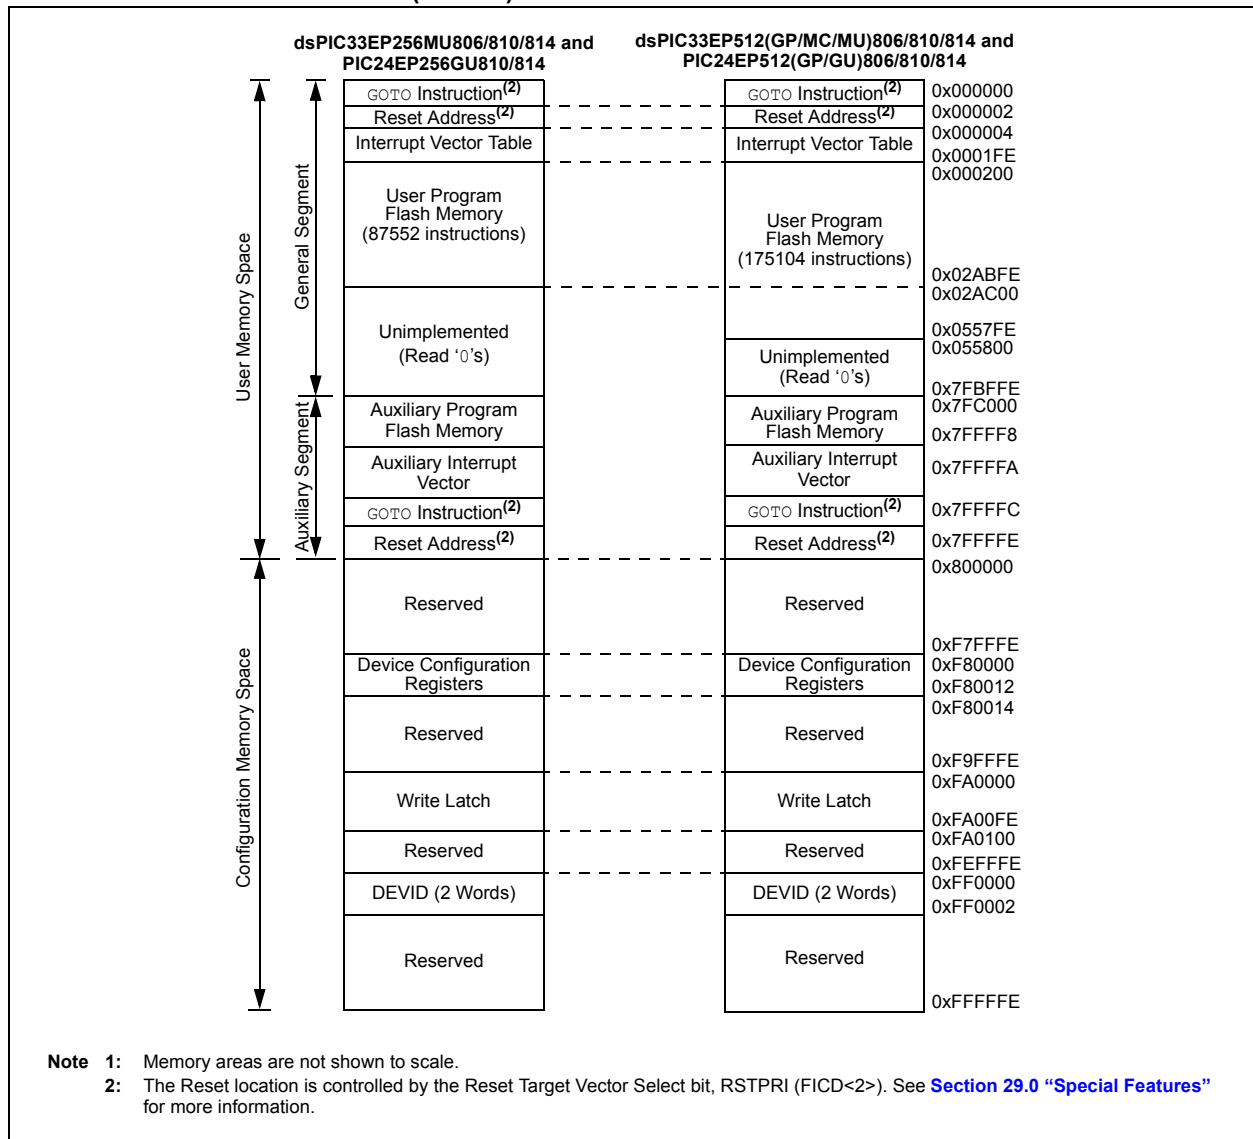 dsPIC33EP256MU806/810/814 and
PIC24EP256GU810/814
dsPIC33EP512(GP/MC/MU)806/810/814 and
PIC24EP512(GP/GU)806/810/814
User Memory Space
General Segment
Auxiliary Segment
Configuration Memory Space
GOTO Instruction(2)
Reset Address(2)
Interrupt Vector Table
User Program
Flash Memory
(87552 instructions)
Unimplemented
(Read ‘0’s)
Auxiliary Program
Flash Memory
Auxiliary Interrupt
Vector
GOTO Instruction(2)
Reset Address(2)
Reserved
Device Configuration
Registers
Reserved
Write Latch
Reserved
DEVID (2 Words)
Reserved
GOTO Instruction(2)
Reset Address(2)
Interrupt Vector Table
User Program
Flash Memory
(175104 instructions)
Unimplemented
(Read ‘0’s)
Auxiliary Program
Flash Memory
Auxiliary Interrupt
Vector
GOTO Instruction(2)
Reset Address(2)
Reserved
Device Configuration
Registers
Reserved
Write Latch
Reserved
DEVID (2 Words)
Reserved
0x000000
0x000002
0x000004
0x0001FE
0x000200
0x02ABFE
0x02AC00
0x0557FE
0x055800
0x7FBFFE
0x7FC000
0x7FFFF8
0x7FFFFA
0x7FFFFC
0x7FFFFE
0x800000
0xF7FFFE
0xF80000
0xF80012
0xF80014
0xF9FFFE
0xFA0000
0xFA00FE
0xFA0100
0xFEFFFE
0xFF0000
0xFF0002
0xFFFFFE
Note 1: Memory areas are not shown to scale.
2: The Reset location is controlled by the Reset Target Vector Select bit, RSTPRI (FICD<2>). See Section 29.0 “Special Features”
for more information.